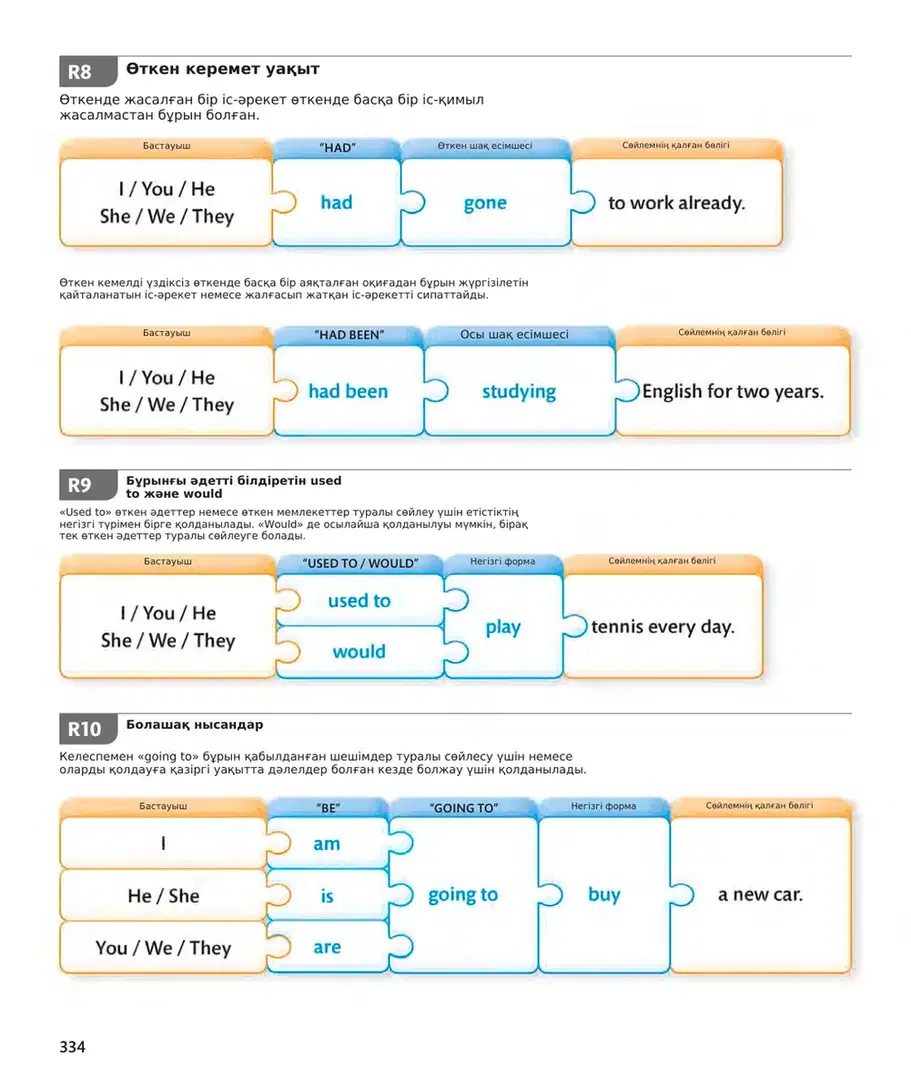 R8
Өткен керемет уақыт
Өткенде жасалған бір іс-әрекет өткенде басқа бір іс-қимыл
жасалмастан бұрын болған.
Бастауыш "HAD" Өткен шақ есімшесі Сөйлемнің қалған бөлігі
I / You / He
She / We / They
had gone to work already.
Өткен кемелді үздіксіз өткенде басқа бір аяқталған оқиғадан бұрын жүргізілетін
қайталанатын іс-әрекет немесе жалғасып жатқан іс-әрекетті сипаттайды.
Бастауыш "HAD BEEN" Осы шақ есімшесі Сөйлемнің қалған бөлігі
I / You / He
She / We / They
had been studying English for two years.
R9
Бұрынғы әдетті білдіретін used
to және would
«Used to» өткен әдеттер немесе өткен мемлекеттер туралы сөйлеу үшін етістіктің
негізгі түрімен бірге қолданылады. «Would» де осылайша қолданылуы мүмкін, бірақ
тек өткен әдеттер туралы сөйлеуге болады.
Бастауыш "USED TO / WOULD" Негізгі форма Сөйлемнің қалған бөлігі
I / You / He
She / We / They
used to
would
play tennis every day.
R10
Болашақ нысандар
Келеспемен «going to» бұрын қабылданған шешімдер туралы сөйлесу үшін немесе
оларды қолдауға қазіргі уақытта дәлелдер болған кезде болжау үшін қолданылады.
Бастауыш "BE" "GOING TO" Негізгі форма Сөйлемнің қалған бөлігі
I am
He / She is going to buy a new car.
You / We / They are
334